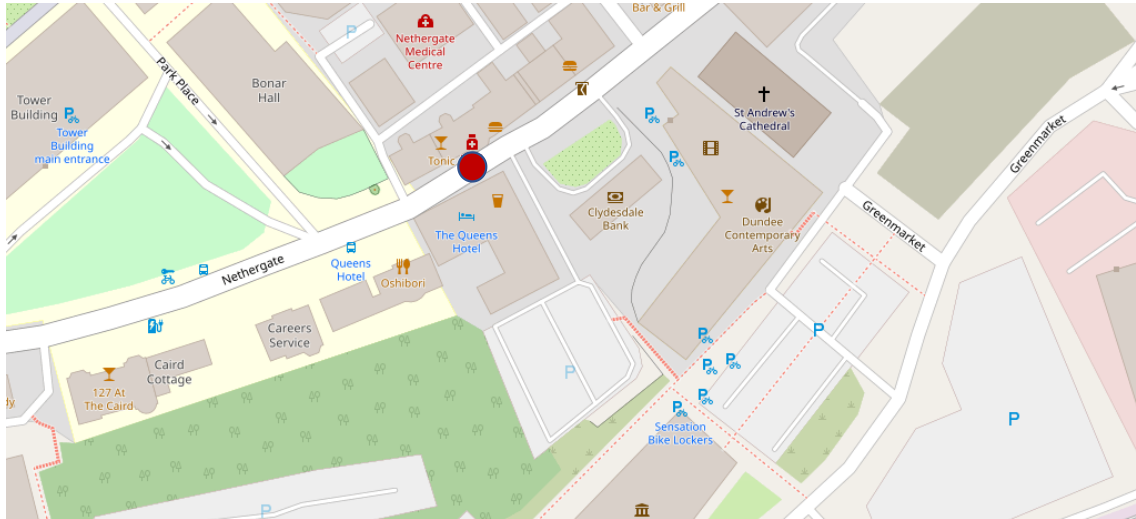 Bar & Grill
Nethergate
Medical
Centre
Park Place
Bonar
Hall
Tower
Building
Tower
Building
main entrance
St Andrew's
Cathedral
Greenmarket
Tonic
Clydesdale
Bank
Dundee
Contemporary
Arts
Greenmarket
The Queens
Hotel
Nethergate
Queens
Hotel
Oshibori
Careers
Service
Caird
Cottage
127 At
The Caird
dy
Sensation
Bike Lockers
P
P
P
P
P